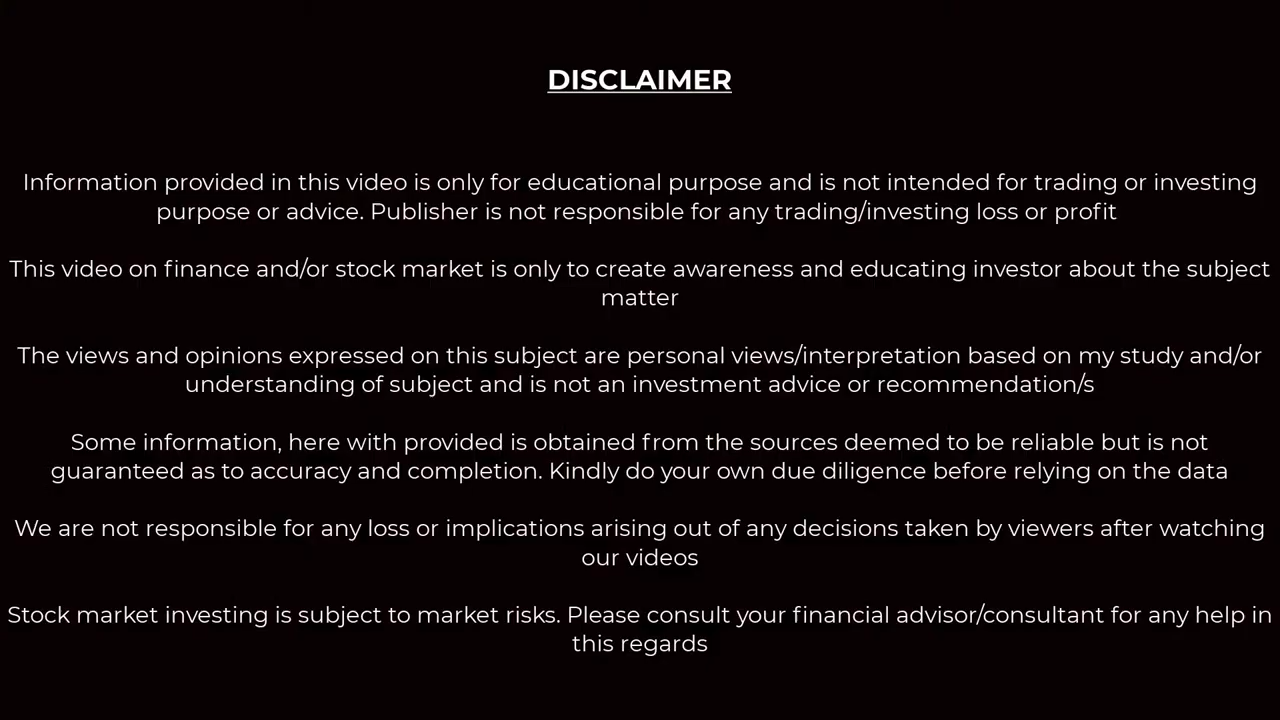 DISCLAIMER
Information provided in this video is only for educational purpose and is not intended for trading or investing
purpose or advice. Publisher is not responsible for any trading/investing loss or profit
This video on finance and/or stock market is only to create awareness and educating investor about the subject
matter
The views and opinions expressed on this subject are personal views/interpretation based on my study and/or
understanding of subject and is not an investment advice or recommendation/s
Some information, here with provided is obtained from the sources deemed to be reliable but is not
guaranteed as to accuracy and completion. Kindly do your own due diligence before relying on the data
We are not responsible for any loss or implications arising out of any decisions taken by viewers after watching
our videos
Stock market investing is subject to market risks. Please consult your financial advisor/consultant for any help in
this regards